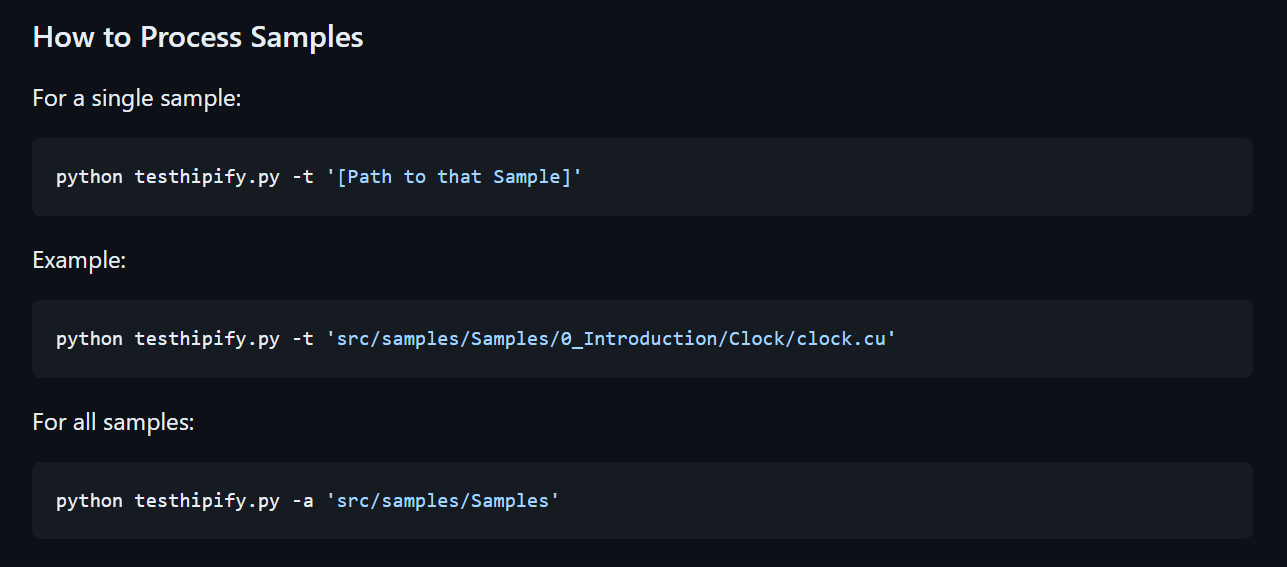 How to Process Samples
For a single sample:
python testhipify.py -t '[Path to that Sample]'
Example:
python testhipify.py -t 'src/samples/Samples/0_Introduction/Clock/clock.cu'
For all samples:
python testhipify.py -a 'src/samples/Samples'